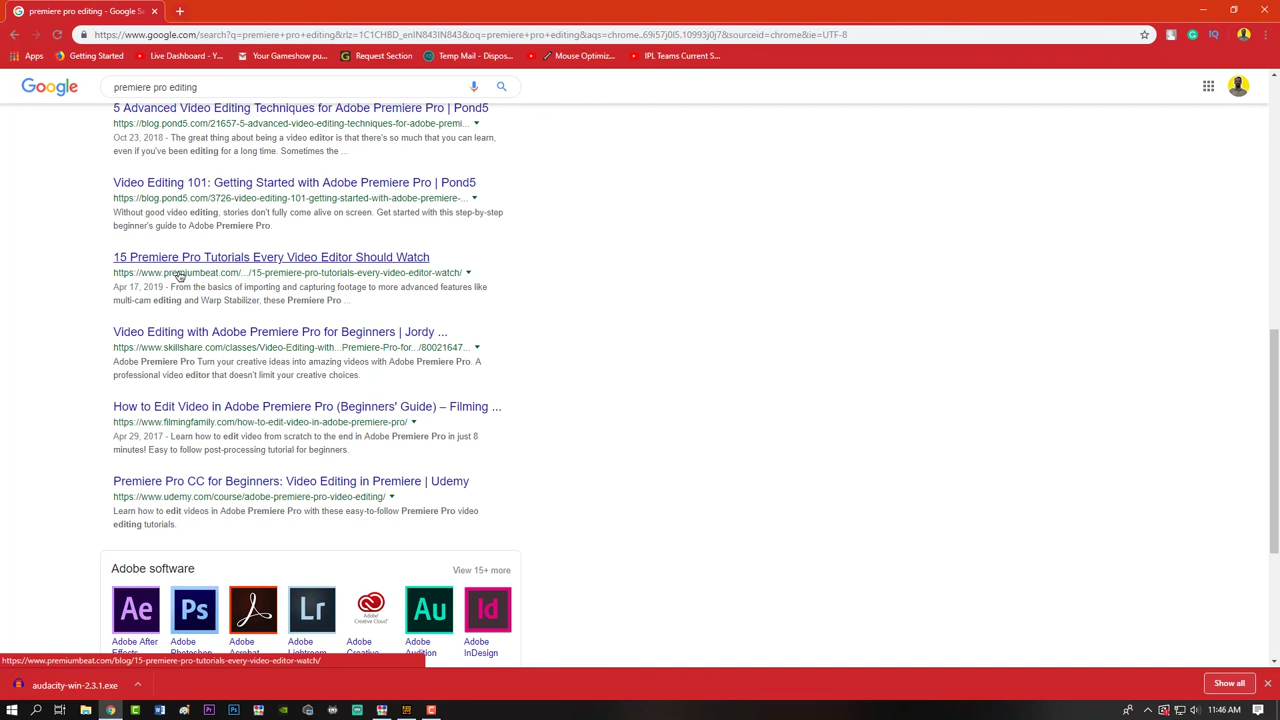 premiere pro editing - Google S
https://www.google.com/search?q=premiere+pro+editing&rlz=1C1CHBD_enIN843IN843&oq=premiere+pro+editing&aqs=chrome..69i57j0l5.10993j0j7&sourceid=chrome&ie=UTF-8
Apps Getting Started Live Dashboard - Y... Your Gameshow pu... Request Section Temp Mail - Dispos... Mouse Optimiz... IPL Teams Current S...
Google premiere pro editing
5 Advanced Video Editing Techniques for Adobe Premiere Pro | Pond5
https://blog.pond5.com/21657-5-advanced-video-editing-techniques-for-adobe-premi...
Oct 23, 2018 - The great thing about being a video editor is that there's so much that you can learn,
even if you've been editing for a long time. Sometimes the ...
Video Editing 101: Getting Started with Adobe Premiere Pro | Pond5
https://blog.pond5.com/3726-video-editing-101-getting-started-with-adobe-premiere-...
Without good video editing, stories don't fully come alive on screen. Get started with this step-by-step
beginner's guide to Adobe Premiere Pro.
15 Premiere Pro Tutorials Every Video Editor Should Watch
https://www.premiumbeat.com/.../15-premiere-pro-tutorials-every-video-editor-watch/
Apr 17, 2019 - From the basics of importing and capturing footage to more advanced features like
multi-cam editing and Warp Stabilizer, these Premiere Pro ...
Video Editing with Adobe Premiere Pro for Beginners | Jordy ...
https://www.skillshare.com/classes/Video-Editing-with...Premiere-Pro-for.../80021647...
Adobe Premiere Pro Turn your creative ideas into amazing videos with Adobe Premiere Pro. A
professional video editor that doesn't limit your creative choices.
How to Edit Video in Adobe Premiere Pro (Beginners' Guide) – Filming ...
https://www.filmingfamily.com/how-to-edit-video-in-adobe-premiere-pro/
Apr 29, 2017 - Learn how to edit video from scratch to the end in Adobe Premiere Pro in just 8
minutes! Easy to follow post-processing tutorial for beginners.
Premiere Pro CC for Beginners: Video Editing in Premiere | Udemy
https://www.udemy.com/course/adobe-premiere-pro-video-editing/
Learn how to edit videos in Adobe Premiere Pro with these easy-to-follow Premiere Pro video
editing tutorials.
Adobe software View 15+ more
Ae Ps Lr Au Id
Adobe After Adobe Adobe Adobe Adobe Adobe Adobe
Effects Photoshop Acrobat Lightroom Creative Audition InDesign
https://www.premiumbeat.com/blog/15-premiere-pro-tutorials-every-video-editor-watch/
audacity-win-2.3.1.exe Show all
11:46 AM